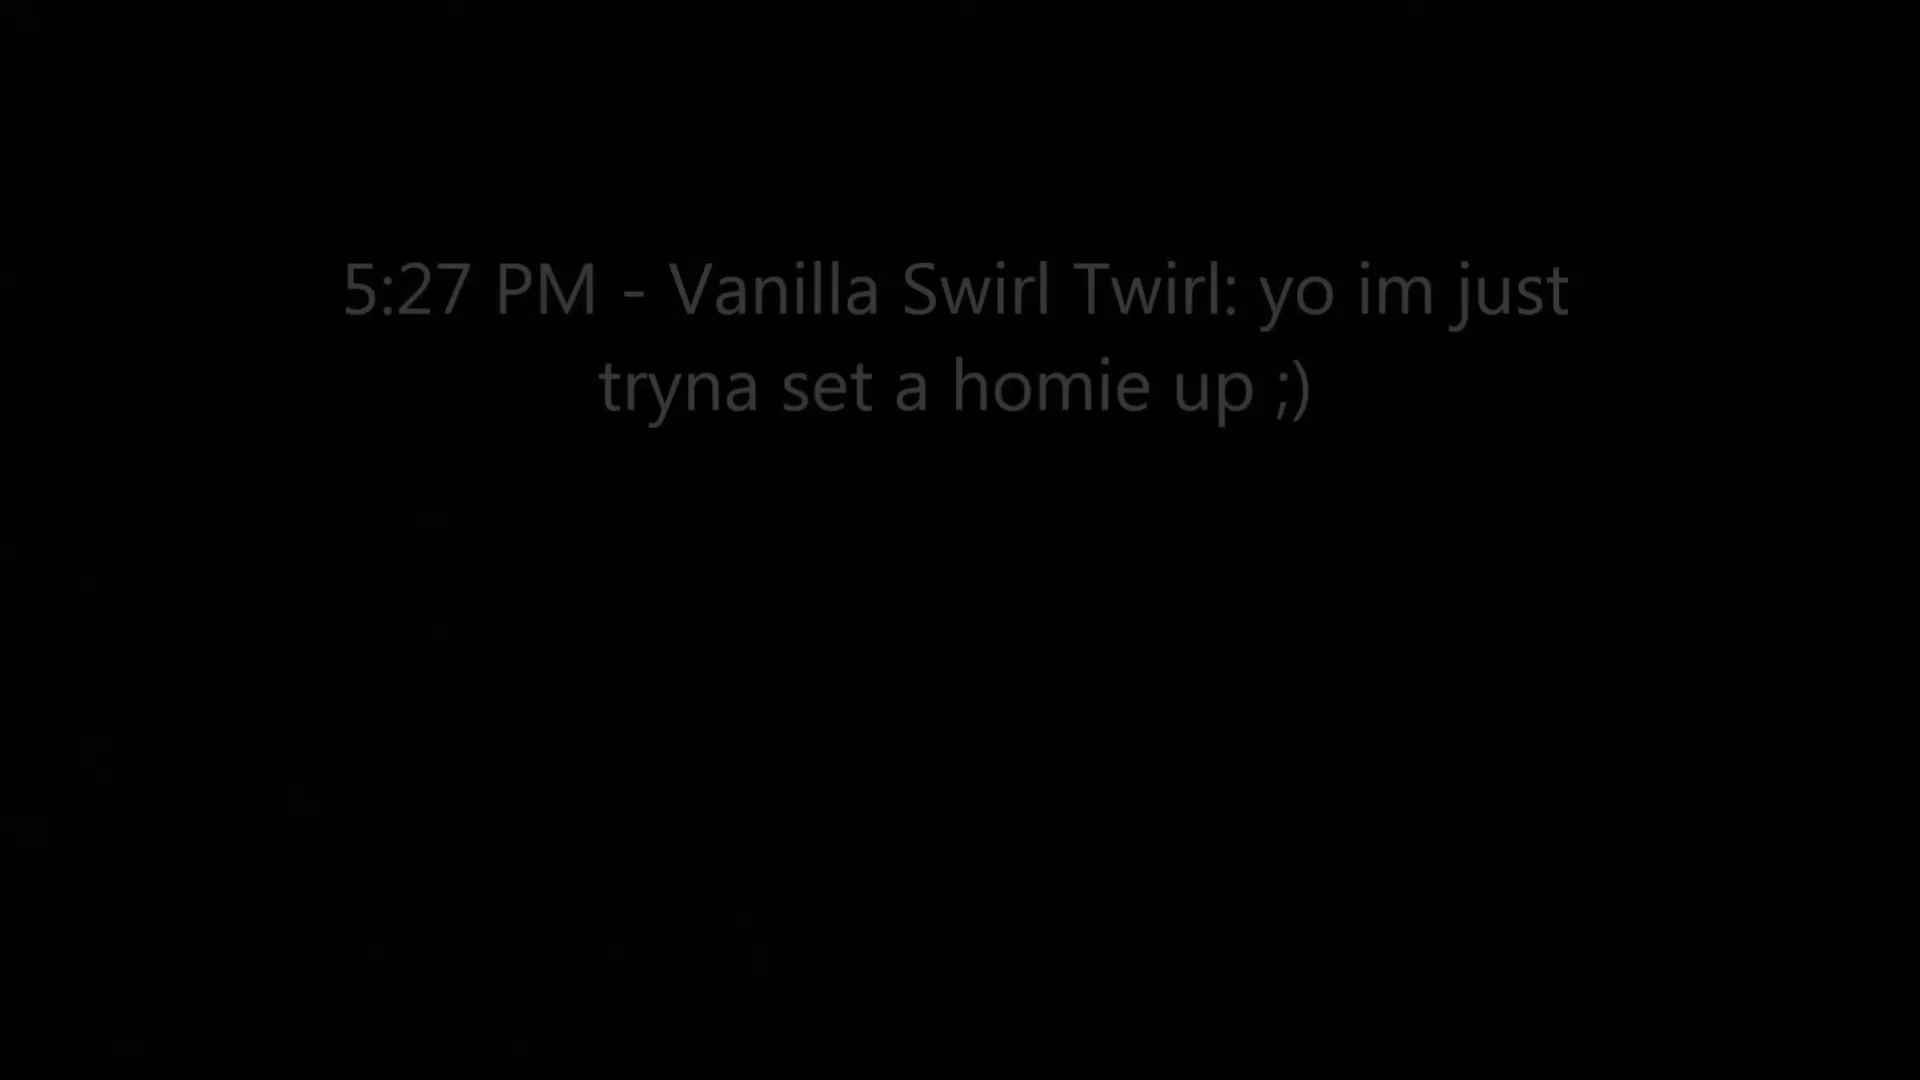 5:27 PM - Vanilla Swirl Twirl: yo im just
tryna set a homie up ;)